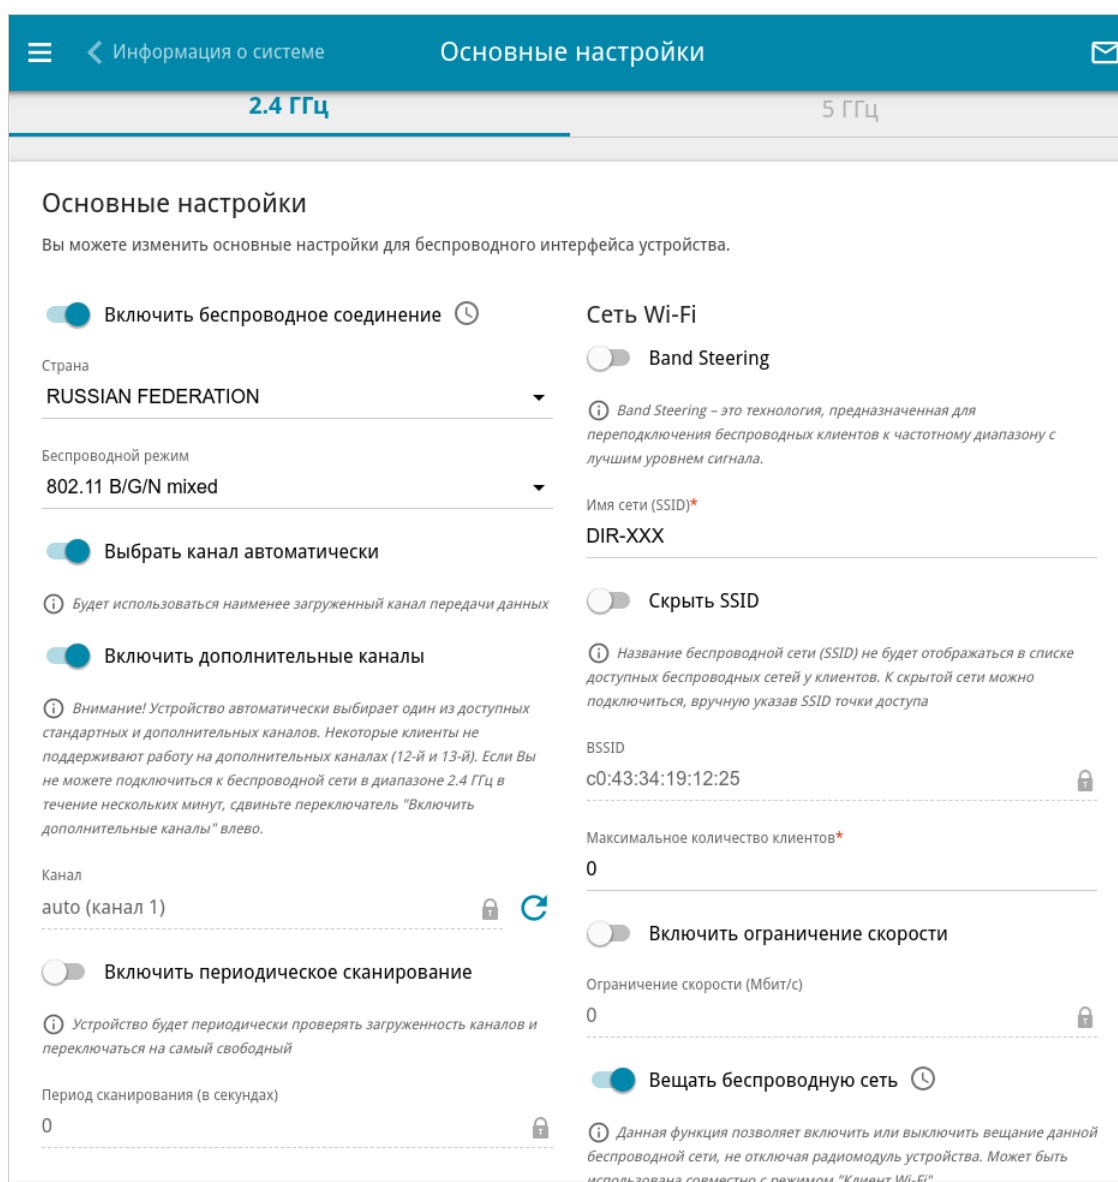 Информация о системе
Основные настройки
2.4 ГГц
5 ГГц
Основные настройки
Вы можете изменить основные настройки для беспроводного интерфейса устройства.
Включить беспроводное соединение
Страна
RUSSIAN FEDERATION
Беспроводной режим
802.11 B/G/N mixed
Выбрать канал автоматически
Будет использоваться наименее загруженный канал передачи данных
Включить дополнительные каналы
Внимание! Устройство автоматически выбирает один из доступных
стандартных и дополнительных каналов. Некоторые клиенты не
поддерживают работу на дополнительных каналах (12-й и 13-й). Если Вы
не можете подключиться к беспроводной сети в диапазоне 2.4 ГГц в
течение нескольких минут, сдвиньте переключатель "Включить
дополнительные каналы" влево.
Канал
auto (канал 1)
Включить периодическое сканирование
Устройство будет периодически проверять загруженность каналов и
переключаться на самый свободный
Период сканирования (в секундах)
0
Сеть Wi-Fi
Band Steering
Band Steering – это технология, предназначенная для
переподключения беспроводных клиентов к частотному диапазону с
лучшим уровнем сигнала.
Имя сети (SSID)*
DIR-XXX
Скрыть SSID
Название беспроводной сети (SSID) не будет отображаться в списке
доступных беспроводных сетей у клиентов. К скрытой сети можно
подключиться, вручную указав SSID точки доступа
BSSID
c0:43:34:19:12:25
Максимальное количество клиентов*
0
Включить ограничение скорости
Ограничение скорости (Мбит/с)
0
Вещать беспроводную сеть
Данная функция позволяет включить или выключить вещание данной
беспроводной сети, не отключая радиомодуль устройства. Может быть
использована совместно с режимом "Клиент Wi-Fi"